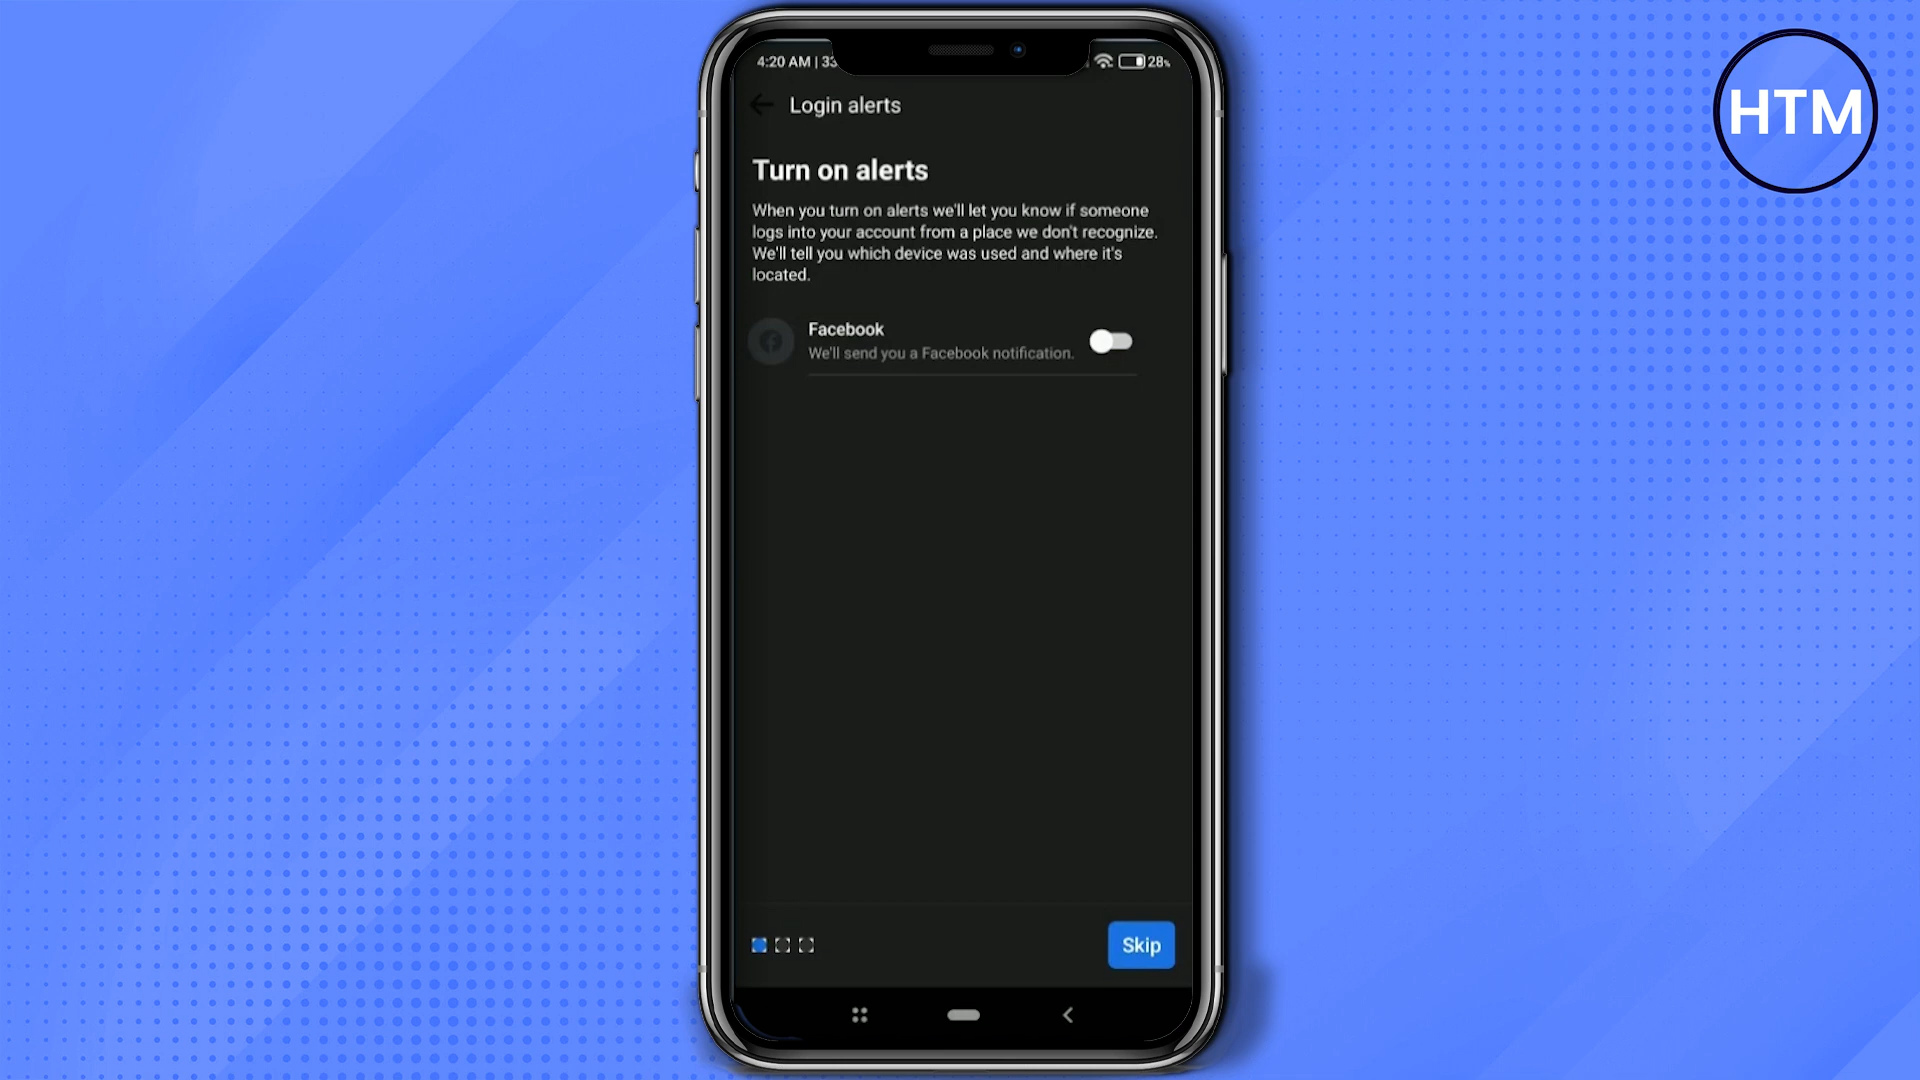 HTM
4:20 AM | 33
28%
Login alerts
Turn on alerts
When you turn on alerts we'll let you know if someone
logs into your account from a place we don't recognize.
We'll tell you which device was used and where it's
located.
Facebook
We'll send you a Facebook notification.
Skip